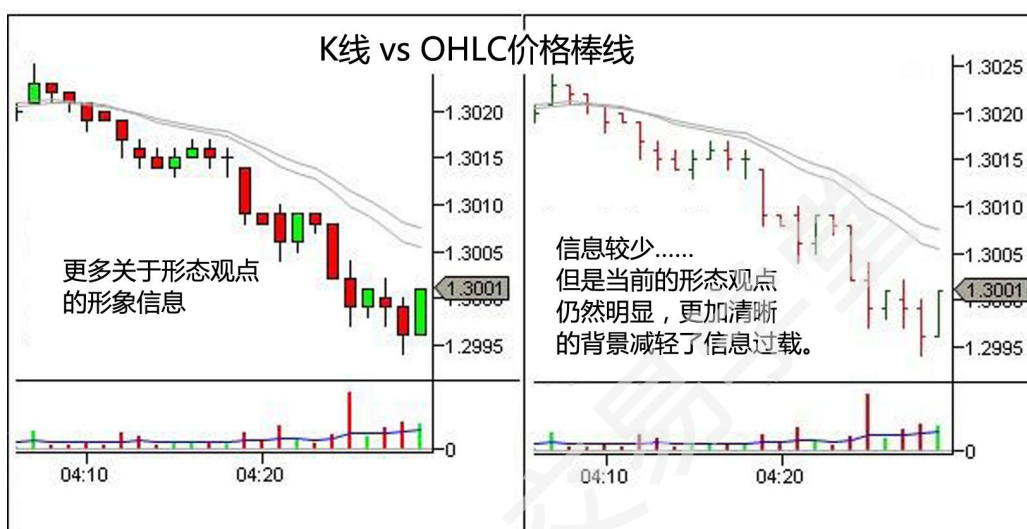 K线 vs OHLC价格棒线
1.3020
1.3015
1.3010
1.3005
1.3001
1.2995
0
04:10
04:20
更多关于形态观点
的形象信息
1.3025
1.3020
1.3015
1.3010
1.3005
1.3001
1.2995
0
04:10
04:20
信息较少……
但是当前的形态观点
仍然明显，更加清晰
的背景减轻了信息过载。
交易学堂